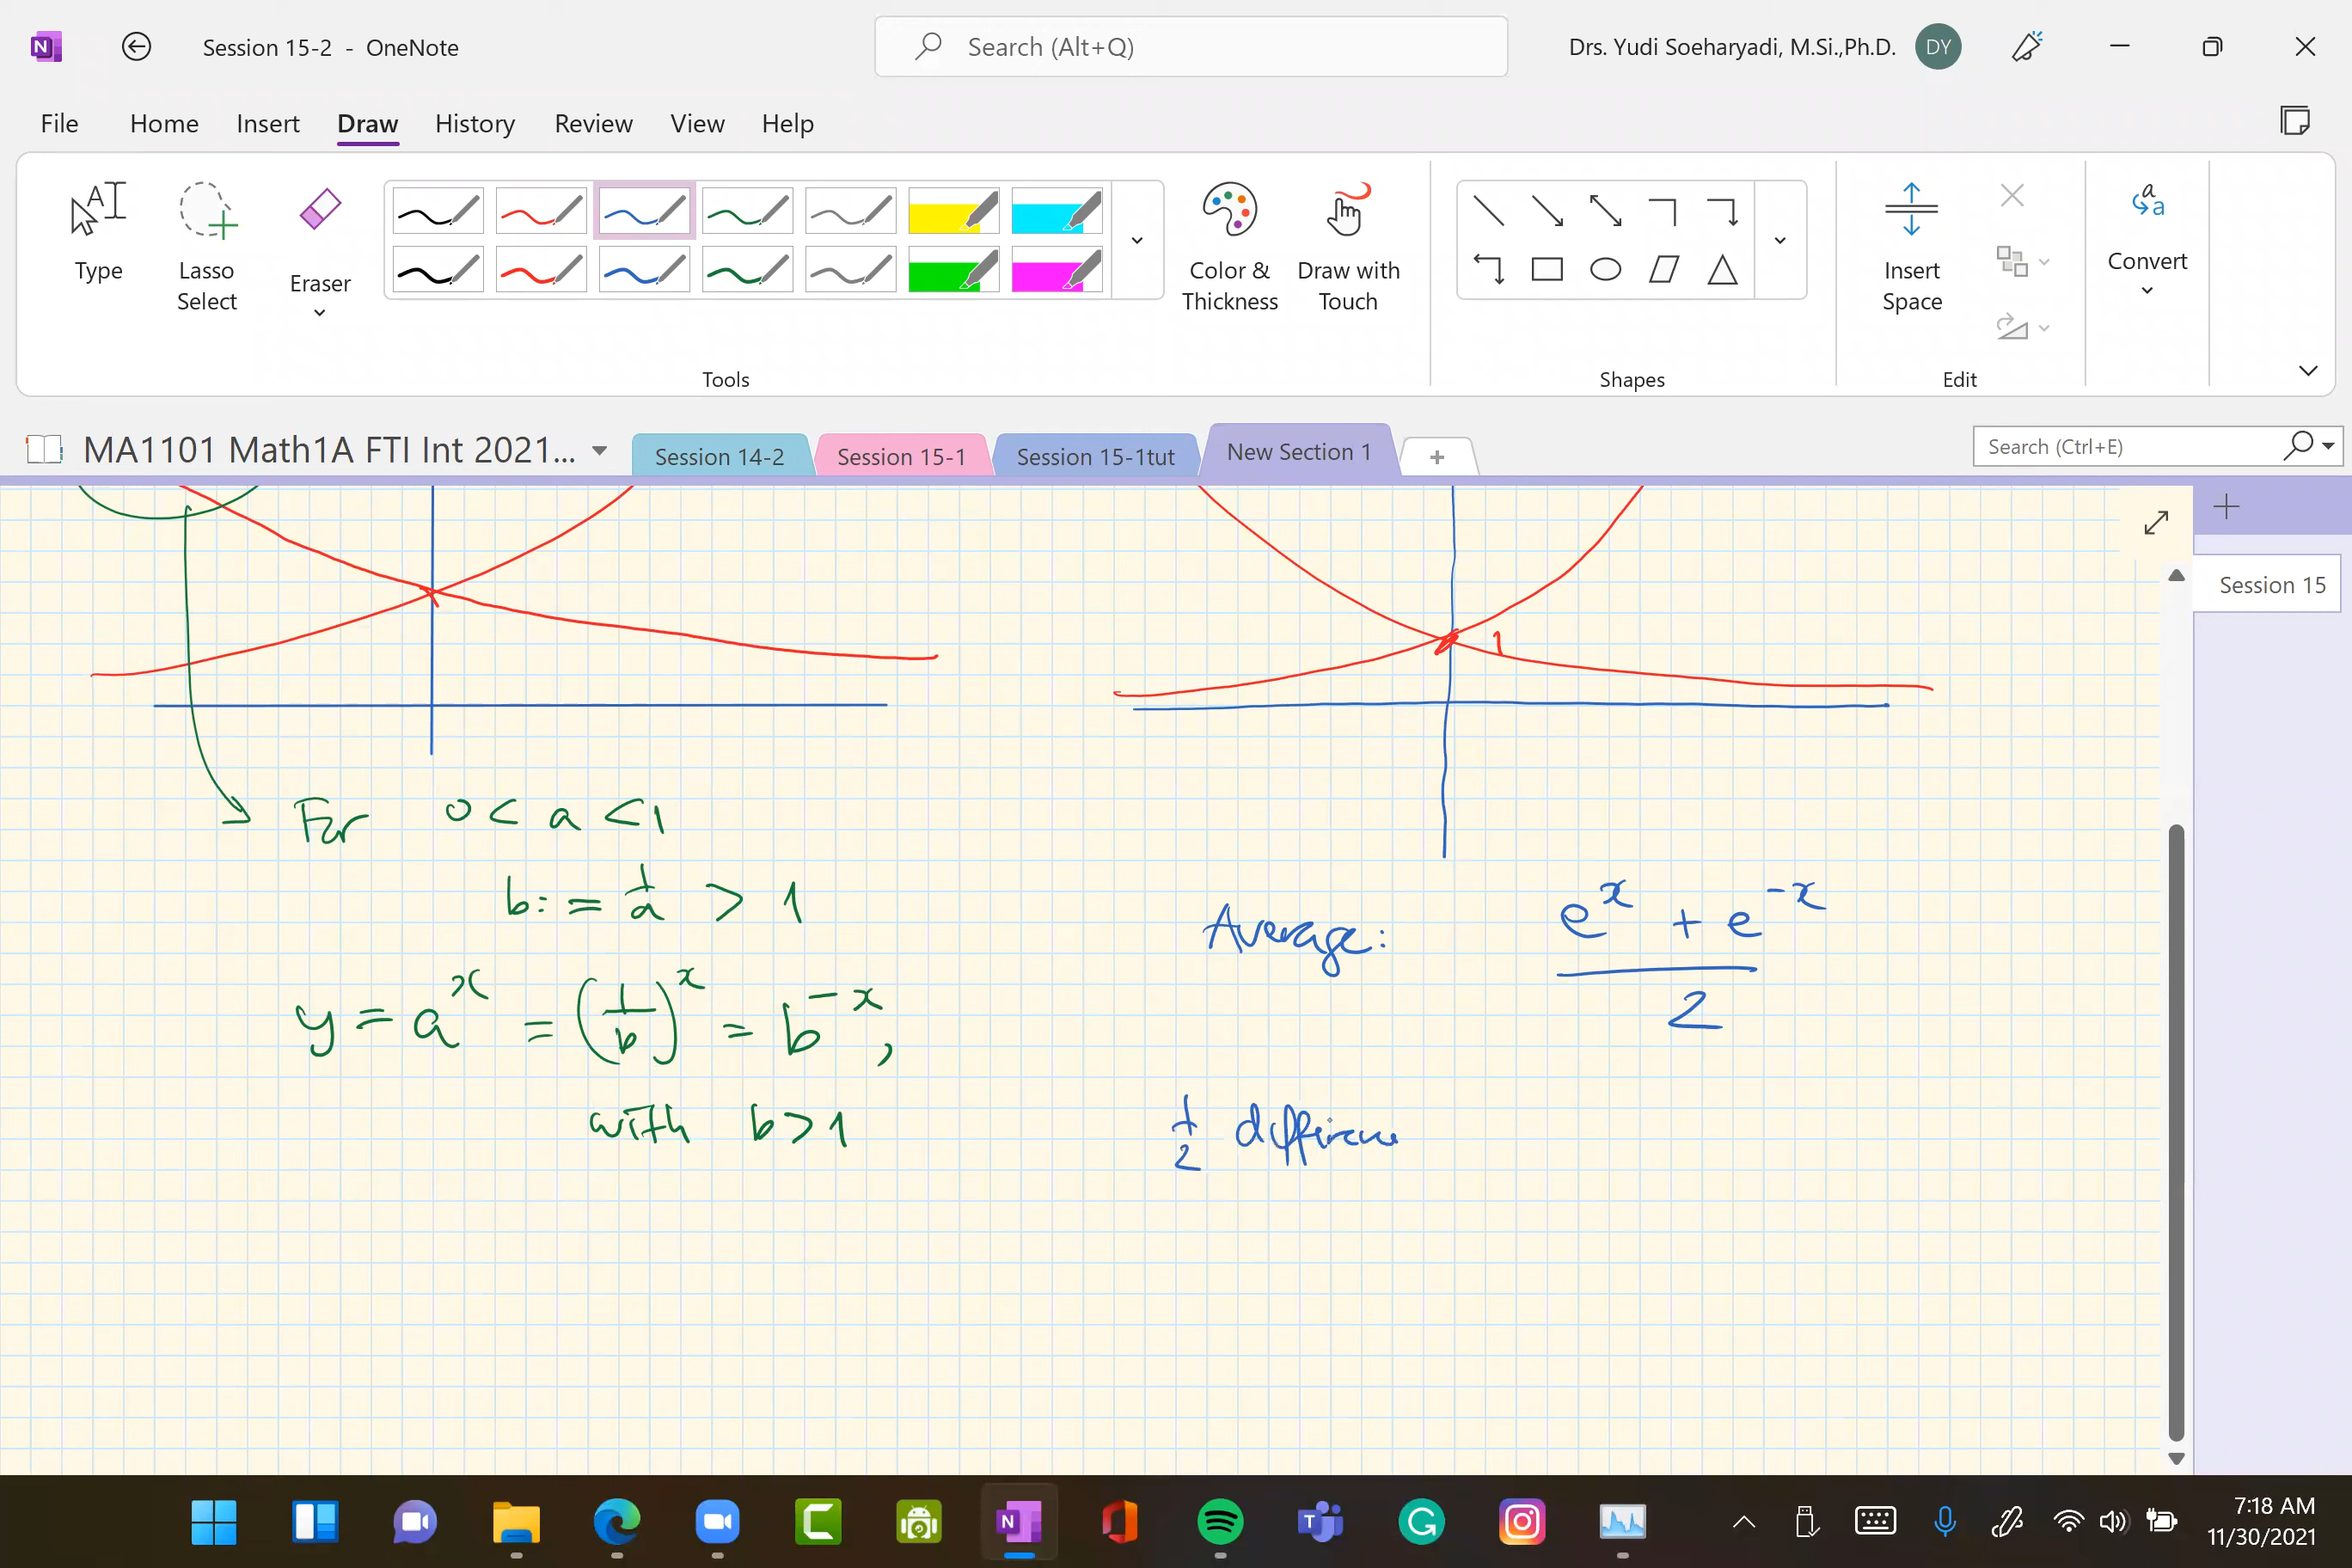 Session 15-2 - OneNote
Search (Alt+Q)
Drs. Yudi Soeharyadi, M.Si.,Ph.D.
DY
File Home Insert Draw History Review View Help
Type
Lasso Select
Eraser
Color & Thickness
Draw with Touch
Insert Space
Convert
Tools
Shapes
Edit
MA1101 Math1A FTI Int 2021...
Session 14-2
Session 15-1
Session 15-1tut
New Section 1
Search (Ctrl+E)
Session 15
1
For 0 < a < 1
b := 1/a > 1
y = a^x = (1/b)^x = b^-x,
with b > 1
Average: e^x + e^-x
2
1/2
7:18 AM
11/30/2021